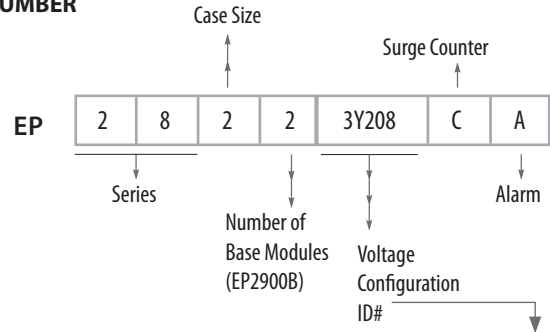 UMBER
Case Size
Surge Counter
EP 2 8 2 2 3Y208 C A
Series
Alarm
Number of
Base Modules
(EP2900B)
Voltage
Configuration
ID#